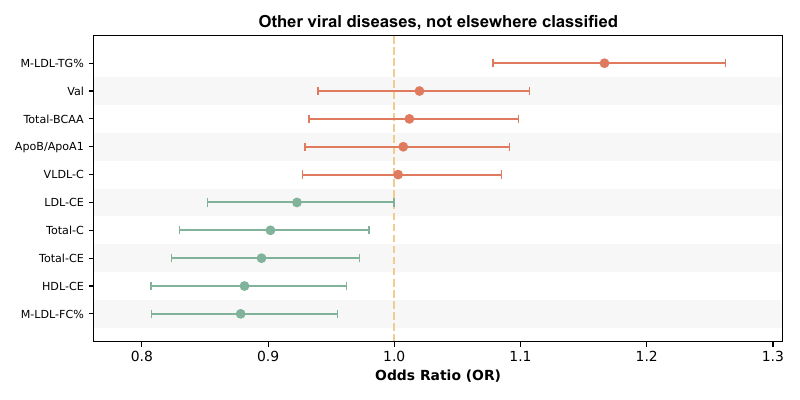 Other viral diseases, not elsewhere classified
M-LDL-TG%
Val
Total-BCAA
ApoB/ApoA1
VLDL-C
LDL-CE
Total-C
Total-CE
HDL-CE
M-LDL-FC%
0.8 0.9 1.0 1.1 1.2 1.3
Odds Ratio (OR)